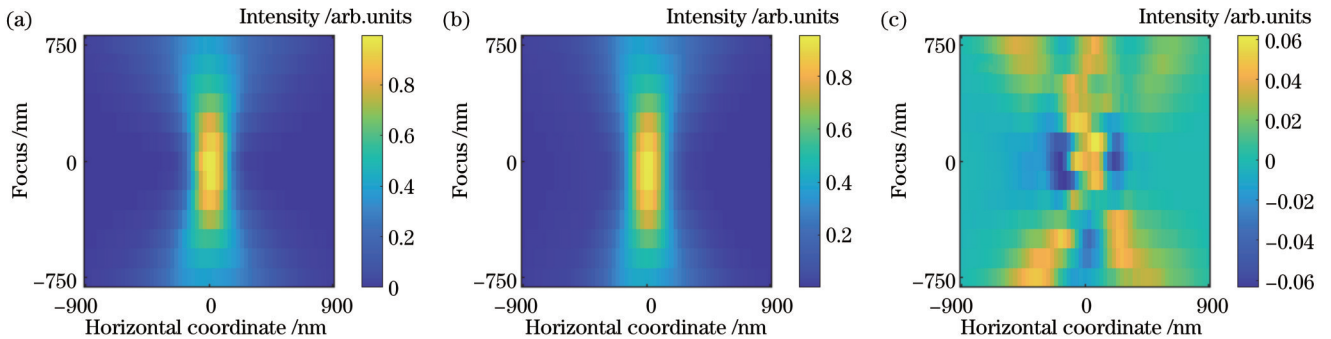 (a)
Intensity /arb.units
750
0
−750
Focus /nm
−900
0
900
Horizontal coordinate /nm
0.8
0.6
0.4
0.2
0
(b)
Intensity /arb.units
750
0
−750
Focus /nm
−900
0
900
Horizontal coordinate /nm
0.8
0.6
0.4
0.2
(c)
Intensity /arb.units
750
0
−750
Focus /nm
−900
0
900
Horizontal coordinate /nm
0.06
0.04
0.02
0
−0.02
−0.04
−0.06